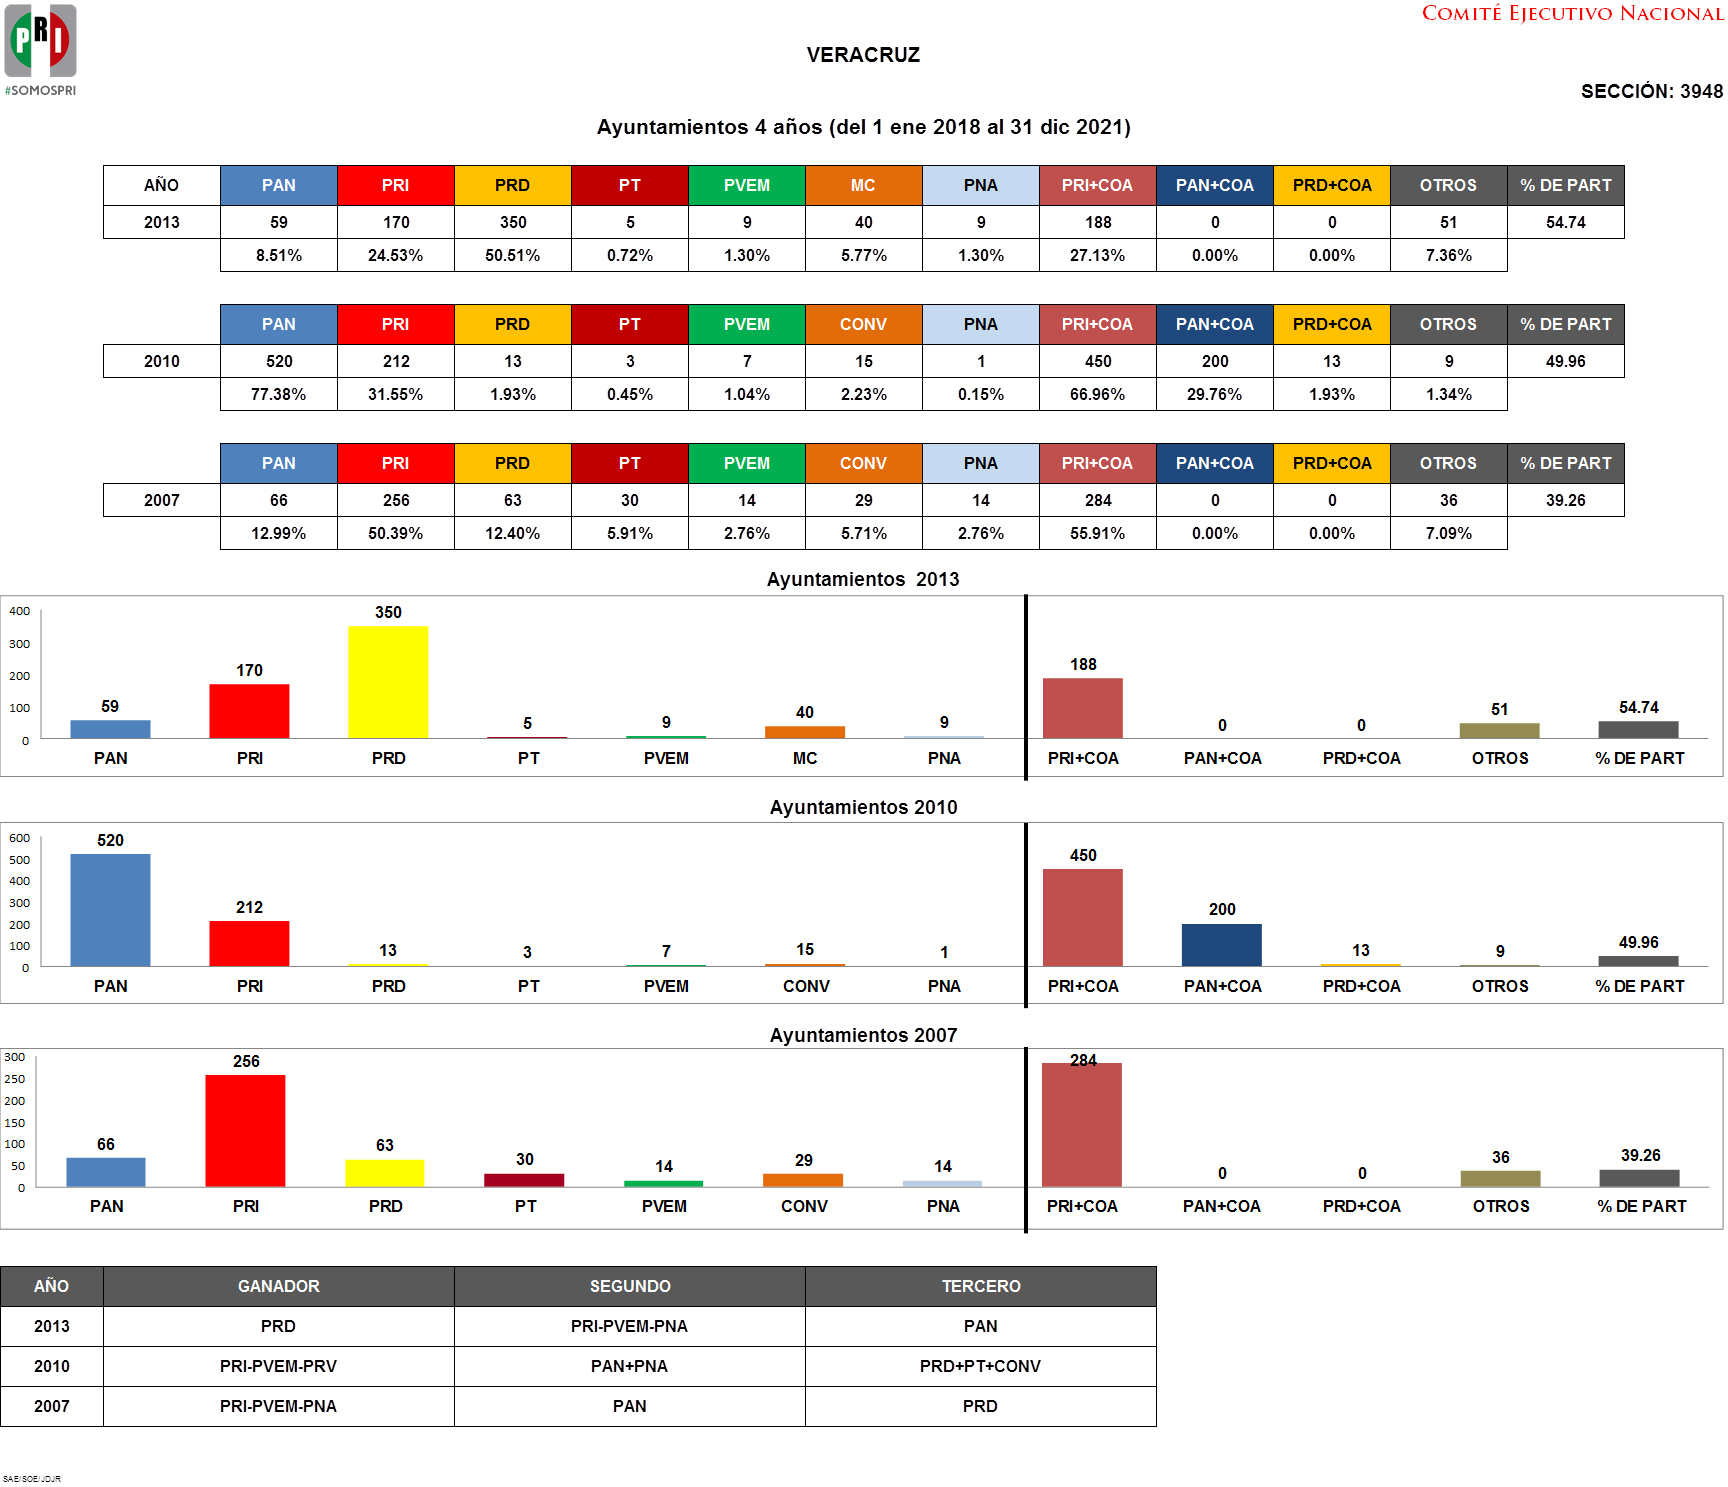 PRI
#SOMOSPRI
COMITÉ EJECUTIVO NACIONAL
VERACRUZ
SECCIÓN: 3948
Ayuntamientos 4 años (del 1 ene 2018 al 31 dic 2021)
AÑO PAN PRI PRD PT PVEM MC PNA PRI+COA PAN+COA PRD+COA OTROS % DE PART
2013 59 170 350 5 9 40 9 188 0 0 51 54.74
8.51% 24.53% 50.51% 0.72% 1.30% 5.77% 1.30% 27.13% 0.00% 0.00% 7.36%
PAN PRI PRD PT PVEM CONV PNA PRI+COA PAN+COA PRD+COA OTROS % DE PART
2010 520 212 13 3 7 15 1 450 200 13 9 49.96
77.38% 31.55% 1.93% 0.45% 1.04% 2.23% 0.15% 66.96% 29.76% 1.93% 1.34%
PAN PRI PRD PT PVEM CONV PNA PRI+COA PAN+COA PRD+COA OTROS % DE PART
2007 66 256 63 30 14 29 14 284 0 0 36 39.26
12.99% 50.39% 12.40% 5.91% 2.76% 5.71% 2.76% 55.91% 0.00% 0.00% 7.09%
Ayuntamientos 2013
400
300
200
100
0
59 170 350 5 9 40 9 188 0 0 51 54.74
PAN PRI PRD PT PVEM MC PNA PRI+COA PAN+COA PRD+COA OTROS % DE PART
Ayuntamientos 2010
600
500
400
300
200
100
0
520 212 13 3 7 15 1 450 200 13 9 49.96
PAN PRI PRD PT PVEM CONV PNA PRI+COA PAN+COA PRD+COA OTROS % DE PART
Ayuntamientos 2007
300
250
200
150
100
50
0
66 256 63 30 14 29 14 284 0 0 36 39.26
PAN PRI PRD PT PVEM CONV PNA PRI+COA PAN+COA PRD+COA OTROS % DE PART
AÑO GANADOR SEGUNDO TERCERO
2013 PRD PRI-PVEM-PNA PAN
2010 PRI-PVEM-PRV PAN+PNA PRD+PT+CONV
2007 PRI-PVEM-PNA PAN PRD
SAE/SOE/JDJR